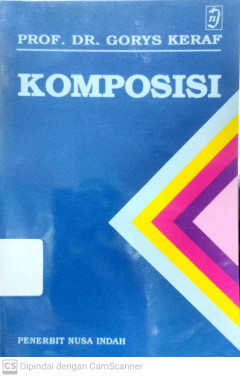 PROF. DR. GORYS KERAF
KOMPOSISI
PENERBIT NUSA INDAH
CS Dipindai dengan CamScanner